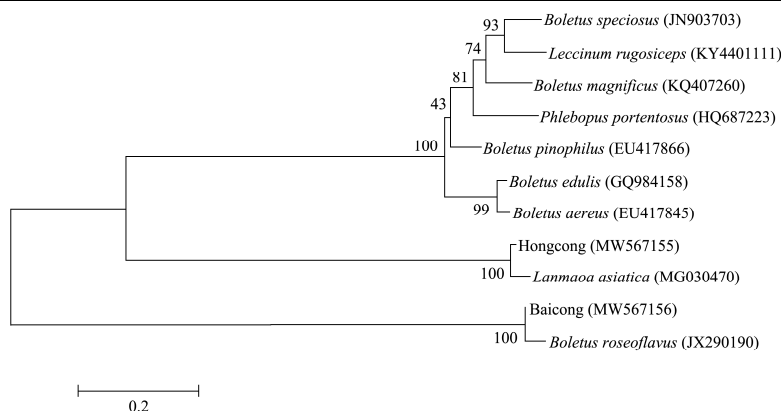 93
Boletus speciosus (JN903703)
Leccinum rugosiceps (KY4401111)
74
Boletus magnificus (KQ407260)
81
Phlebopus portentosus (HQ687223)
43
Boletus pinophilus (EU417866)
100
Boletus edulis (GQ984158)
99
Boletus aereus (EU417845)
Hongcong (MW567155)
100
Lanmaoa asiatica (MG030470)
Baicong (MW567156)
100
Boletus roseoflavus (JX290190)
0.2